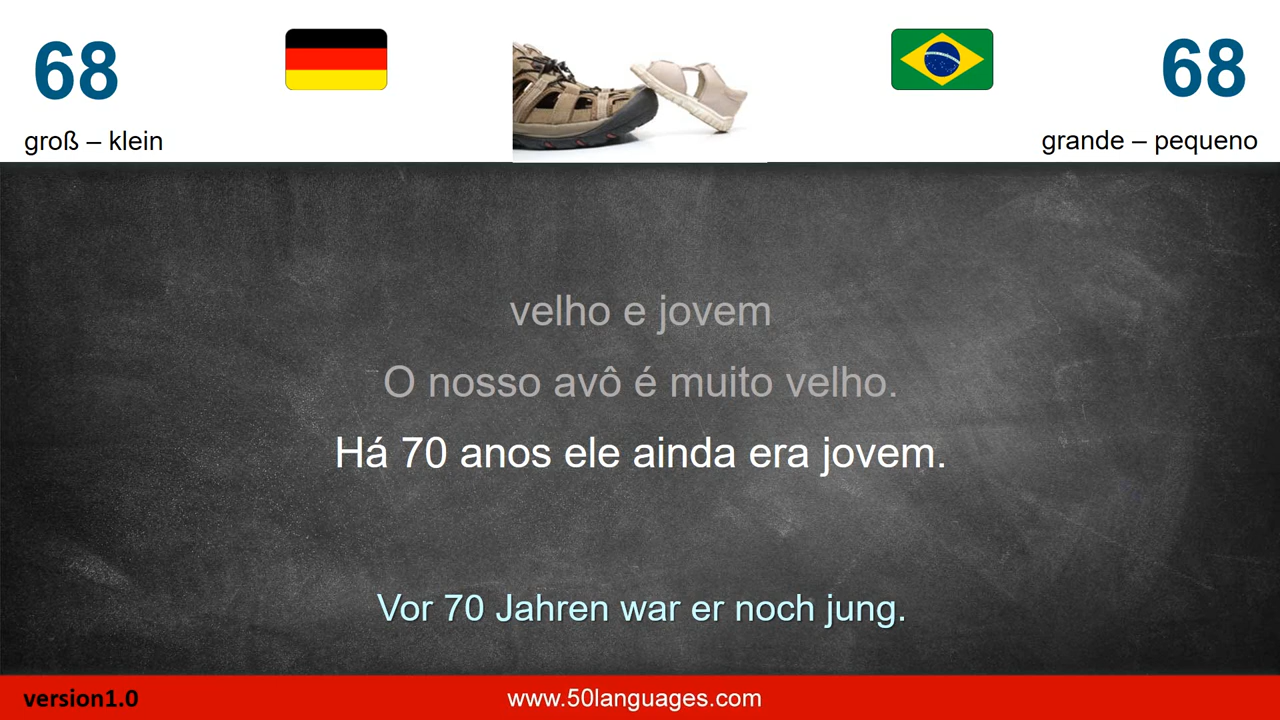 68
68
groß – klein
grande – pequeno
velho e jovem
O nosso avô é muito velho.
Há 70 anos ele ainda era jovem.
Vor 70 Jahren war er noch jung.
version1.0
www.50languages.com